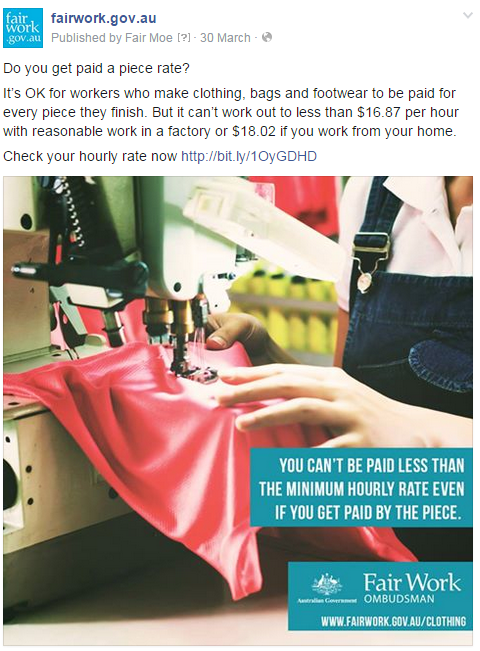 fair
work
.gov.au
fairwork.gov.au
Published by Fair Moe [?] · 30 March ·
Do you get paid a piece rate?
It's OK for workers who make clothing, bags and footwear to be paid for
every piece they finish. But it can't work out to less than $16.87 per hour
with reasonable work in a factory or $18.02 if you work from your home.
Check your hourly rate now http://bit.ly/1OyGDHD
YOU CAN'T BE PAID LESS THAN
THE MINIMUM HOURLY RATE EVEN
IF YOU GET PAID BY THE PIECE.
Australian Government
Fair Work
OMBUDSMAN
WWW.FAIRWORK.GOV.AU/CLOTHING